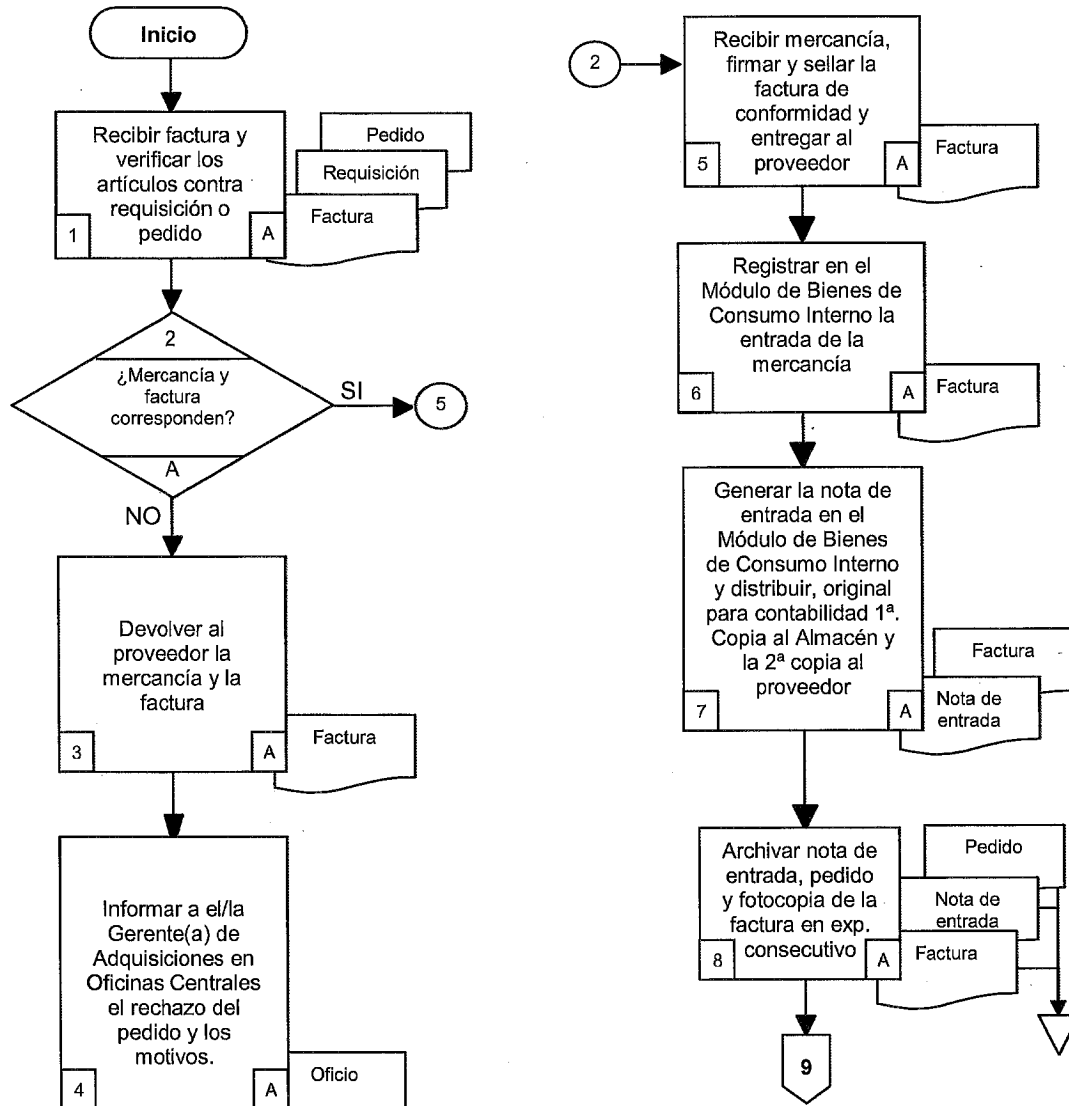 Inicio
Recibir factura y
verificar los
artículos contra
requisición o
pedido
1
A
Pedido
Requisición
Factura
2
¿Mercancía y
factura
corresponden?
A
SI
5
NO
Devolver al
proveedor la
mercancía y la
factura
3
A
Factura
Informar a el/la
Gerente(a) de
Adquisiciones en
Oficinas Centrales
el rechazo del
pedido y los
motivos.
4
A
Oficio
2
Recibir mercancía,
firmar y sellar la
factura de
conformidad y
entregar al
proveedor
5
A
Factura
Registrar en el
Módulo de Bienes de
Consumo Interno la
entrada de la
mercancía
6
A
Factura
Generar la nota de
entrada en el
Módulo de Bienes
de Consumo Interno
y distribuir, original
para contabilidad 1ª.
Copia al Almacén y
la 2ª copia al
proveedor
7
A
Factura
Nota de
entrada
Archivar nota de
entrada, pedido
y fotocopia de la
factura en exp.
consecutivo
8
A
Pedido
Nota de
entrada
Factura
9